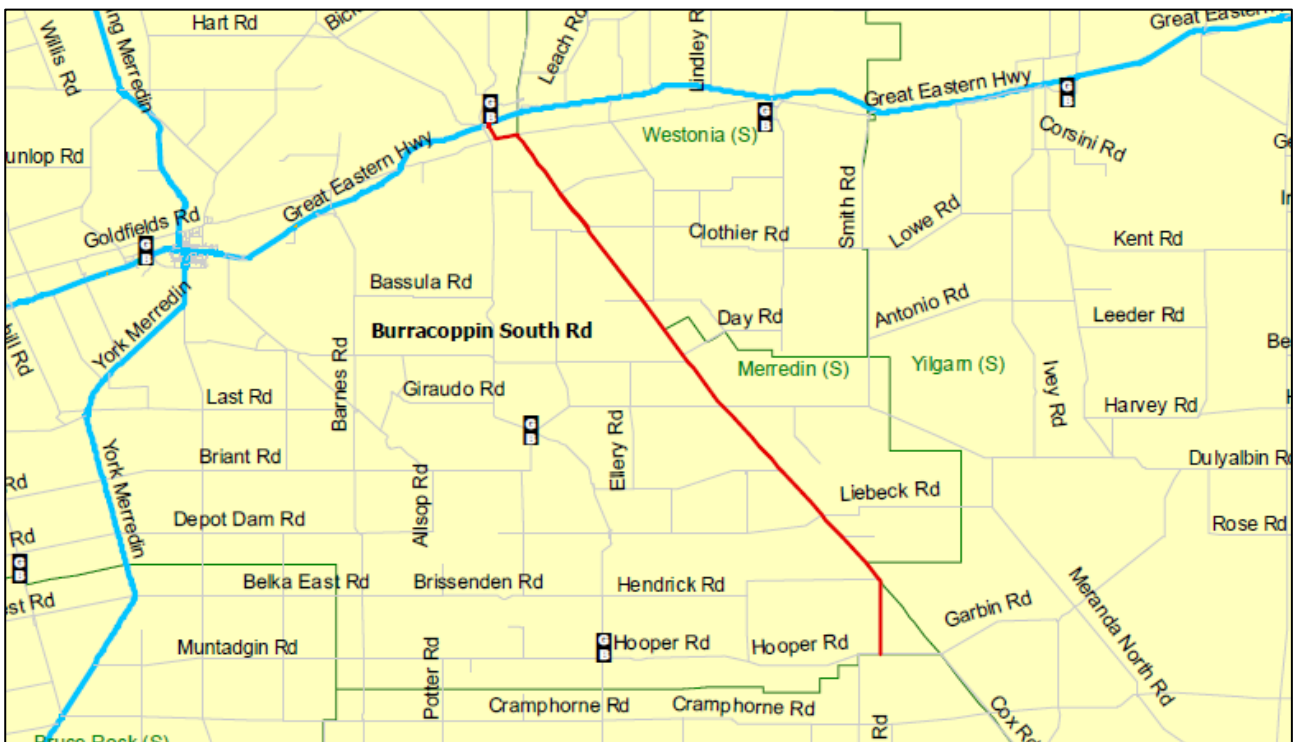 Hart Rd
Great Eastern
Willis Rd
ng Merredin
Leach Rd
Great Eastern Hwy
Corsini Rd
Westonia (S)
unlop Rd
Great Eastern Hwy
Smith Rd
Lowe Rd
Goldfields Rd
Clothier Rd
Kent Rd
Bassula Rd
Antonio Rd
Day Rd
Leeder Rd
York Merredin
Burracoppin South Rd
Barnes Rd
Merredin (S)
Yilgarn (S)
Ivey Rd
Last Rd
Giraudo Rd
Harvey Rd
Ellery Rd
Briant Rd
Dulyalbin Rd
York Merredin
Allsop Rd
Liebeck Rd
Depot Dam Rd
Rose Rd
Belka East Rd
Brissenden Rd
Hendrick Rd
Garbin Rd
Meranda North Rd
Muntadgin Rd
Hooper Rd
Hooper Rd
Potter Rd
Cramphorne Rd
Cramphorne Rd
Cox Rd
Rd